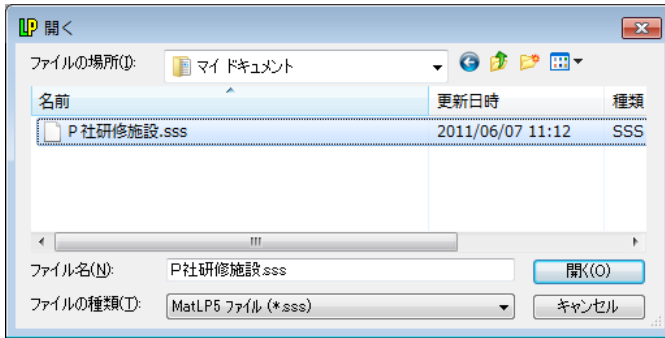 LP 開く
ファイルの場所(I): マイ ドキュメント
名前 更新日時 種類
P社研修施設.sss 2011/06/07 11:12 SSS
ファイル名(N): P社研修施設.sss 開く(O)
ファイルの種類(T): MatLP5 ファイル (*.sss) キャンセル